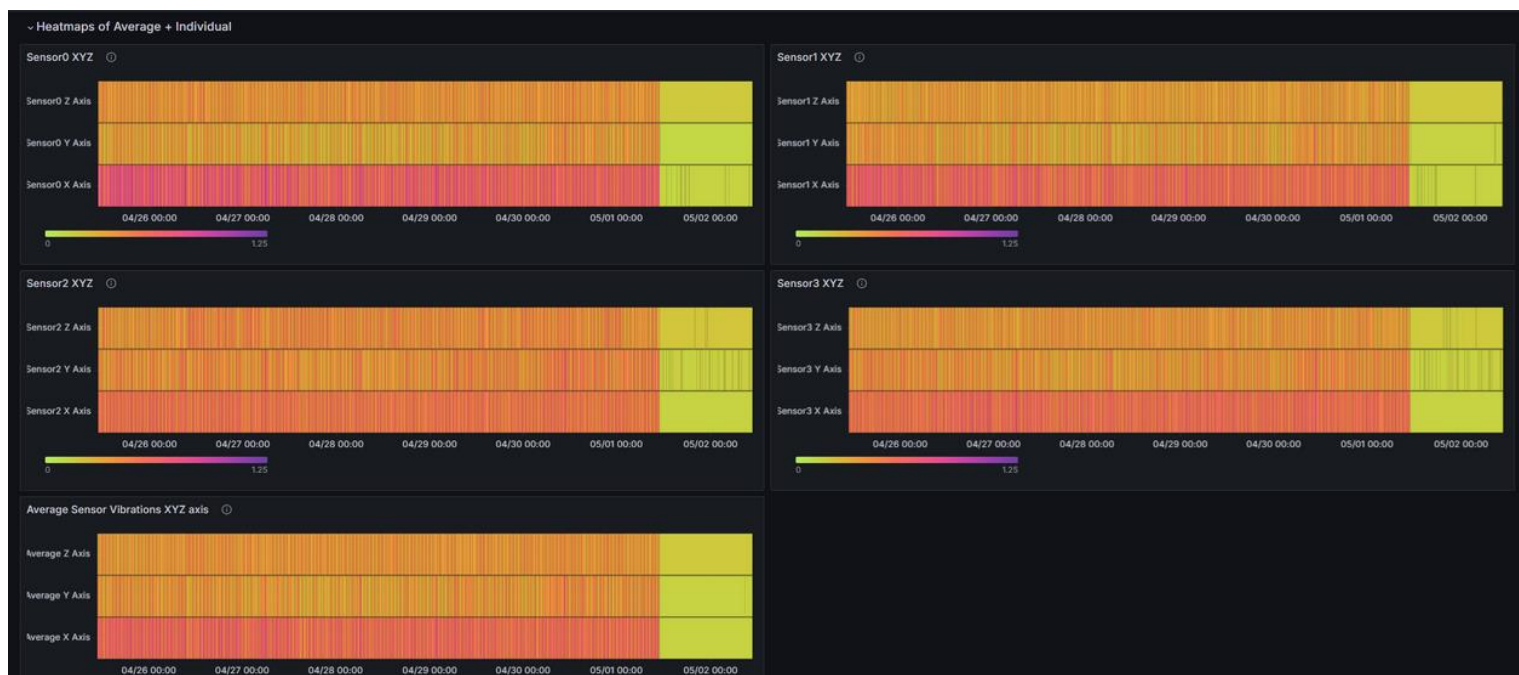 Heatmaps of Average + Individual
Sensor0 XYZ
Sensor0 Z Axis
Sensor0 Y Axis
Sensor0 X Axis
04/26 00:00 04/27 00:00 04/28 00:00 04/29 00:00 04/30 00:00 05/01 00:00 05/02 00:00
0 1.25
Sensor1 XYZ
Sensor1 Z Axis
Sensor1 Y Axis
Sensor1 X Axis
04/26 00:00 04/27 00:00 04/28 00:00 04/29 00:00 04/30 00:00 05/01 00:00 05/02 00:00
0 1.25
Sensor2 XYZ
Sensor2 Z Axis
Sensor2 Y Axis
Sensor2 X Axis
04/26 00:00 04/27 00:00 04/28 00:00 04/29 00:00 04/30 00:00 05/01 00:00 05/02 00:00
0 1.25
Sensor3 XYZ
Sensor3 Z Axis
Sensor3 Y Axis
Sensor3 X Axis
04/26 00:00 04/27 00:00 04/28 00:00 04/29 00:00 04/30 00:00 05/01 00:00 05/02 00:00
0 1.25
Average Sensor Vibrations XYZ axis
Average Z Axis
Average Y Axis
Average X Axis
04/26 00:00 04/27 00:00 04/28 00:00 04/29 00:00 04/30 00:00 05/01 00:00 05/02 00:00